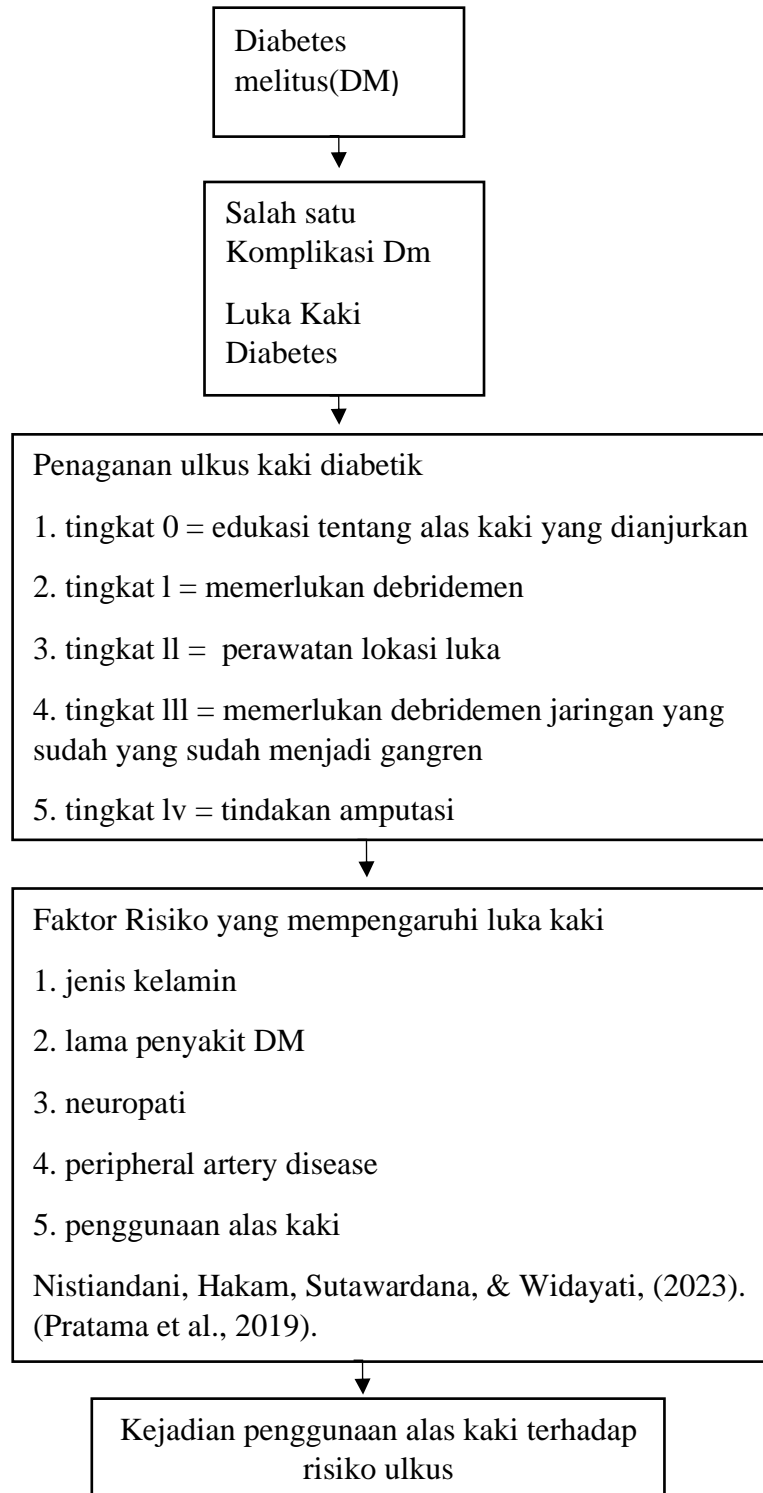 Diabetes
melitus(DM)
Salah satu
Komplikasi Dm
Luka Kaki
Diabetes
Penaganan ulkus kaki diabetik
1. tingkat 0 = edukasi tentang alas kaki yang dianjurkan
2. tingkat l = memerlukan debridemen
3. tingkat ll = perawatan lokasi luka
4. tingkat lll = memerlukan debridemen jaringan yang
sudah yang sudah menjadi gangren
5. tingkat lv = tindakan amputasi
Faktor Risiko yang mempengaruhi luka kaki
1. jenis kelamin
2. lama penyakit DM
3. neuropati
4. peripheral artery disease
5. penggunaan alas kaki
Nistiandani, Hakam, Sutawardana, & Widayati, (2023).
(Pratama et al., 2019).
Kejadian penggunaan alas kaki terhadap
risiko ulkus